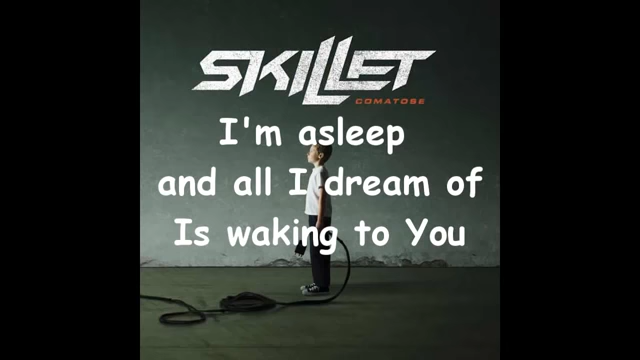 SKILLET
COMATOSE
I'm asleep
and all I dream of
Is waking to You